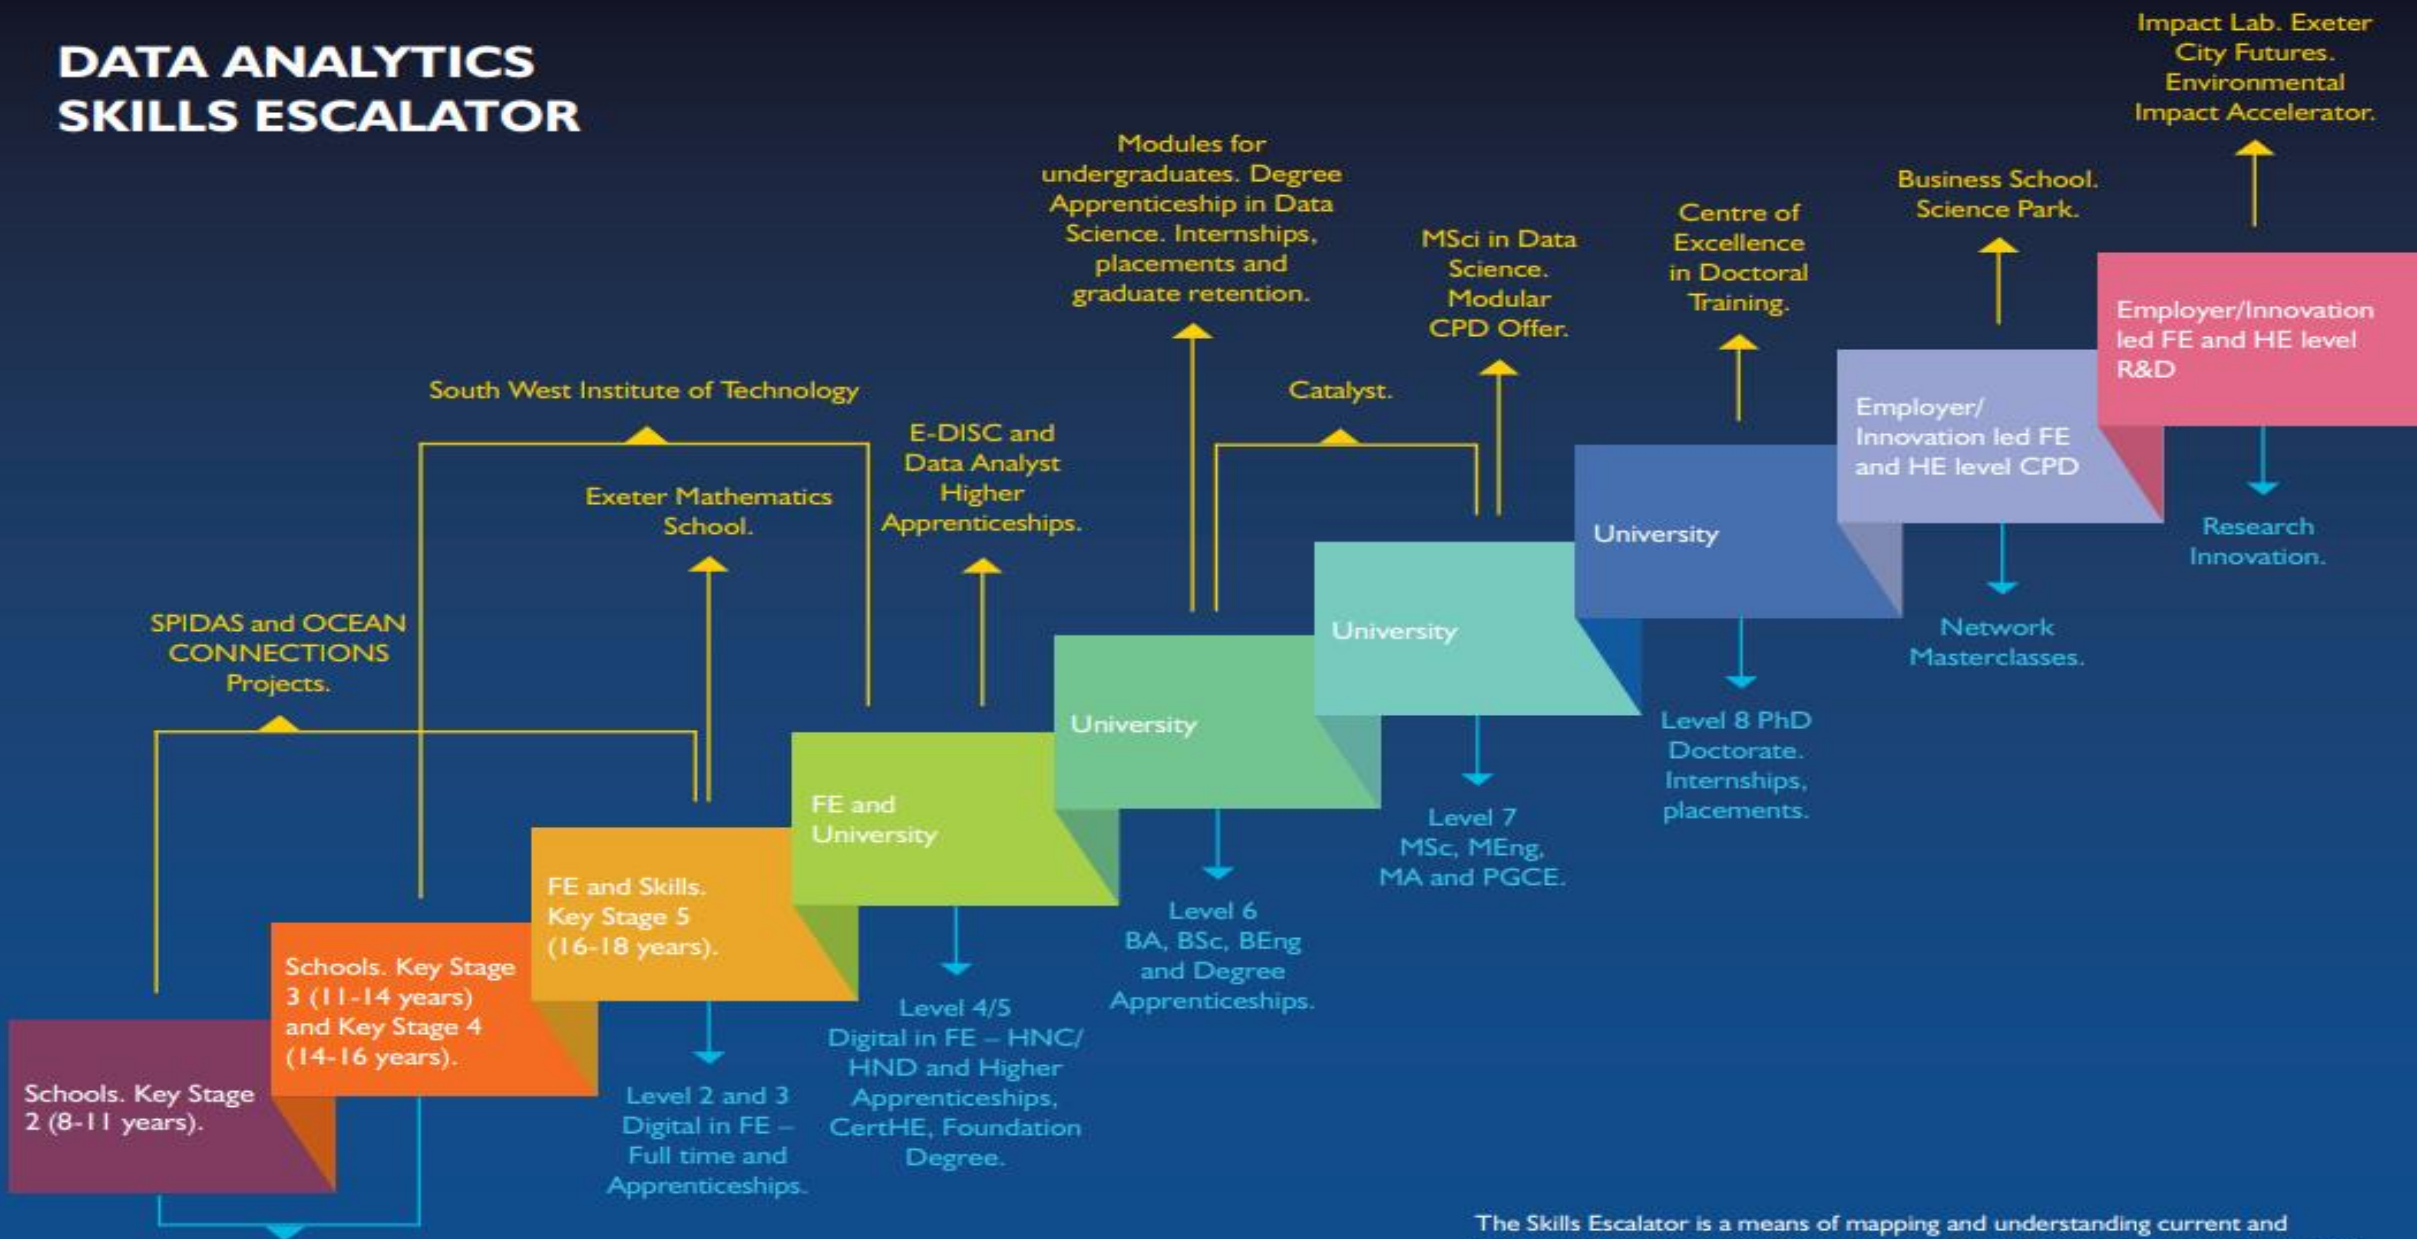 DATA ANALYTICS
SKILLS ESCALATOR
Impact Lab. Exeter
City Futures.
Environmental
Impact Accelerator.
Modules for
undergraduates. Degree
Apprenticeship in Data
Science. Internships,
placements and
graduate retention.
Business School.
Science Park.
Centre of
Excellence
in Doctoral
Training.
MSci in Data
Science.
Modular
CPD Offer.
South West Institute of Technology
Catalyst.
E-DISC and
Data Analyst
Higher
Apprenticeships.
Exeter Mathematics
School.
SPIDAS and OCEAN
CONNECTIONS
Projects.
Schools. Key Stage
2 (8-11 years).
Schools. Key Stage
3 (11-14 years)
and Key Stage 4
(14-16 years).
FE and Skills.
Key Stage 5
(16-18 years).
FE and
University
University
University
University
Employer/
Innovation led FE
and HE level CPD
Employer/Innovation
led FE and HE level
R&D
Level 2 and 3
Digital in FE –
Full time and
Apprenticeships.
Level 4/5
Digital in FE – HNC/
HND and Higher
Apprenticeships,
CertHE, Foundation
Degree.
Level 6
BA, BSc, BEng
and Degree
Apprenticeships.
Level 7
MSc, MEng,
MA and PGCE.
Level 8 PhD
Doctorate.
Internships,
placements.
Network
Masterclasses.
Research
Innovation.
The Skills Escalator is a means of mapping and understanding current and